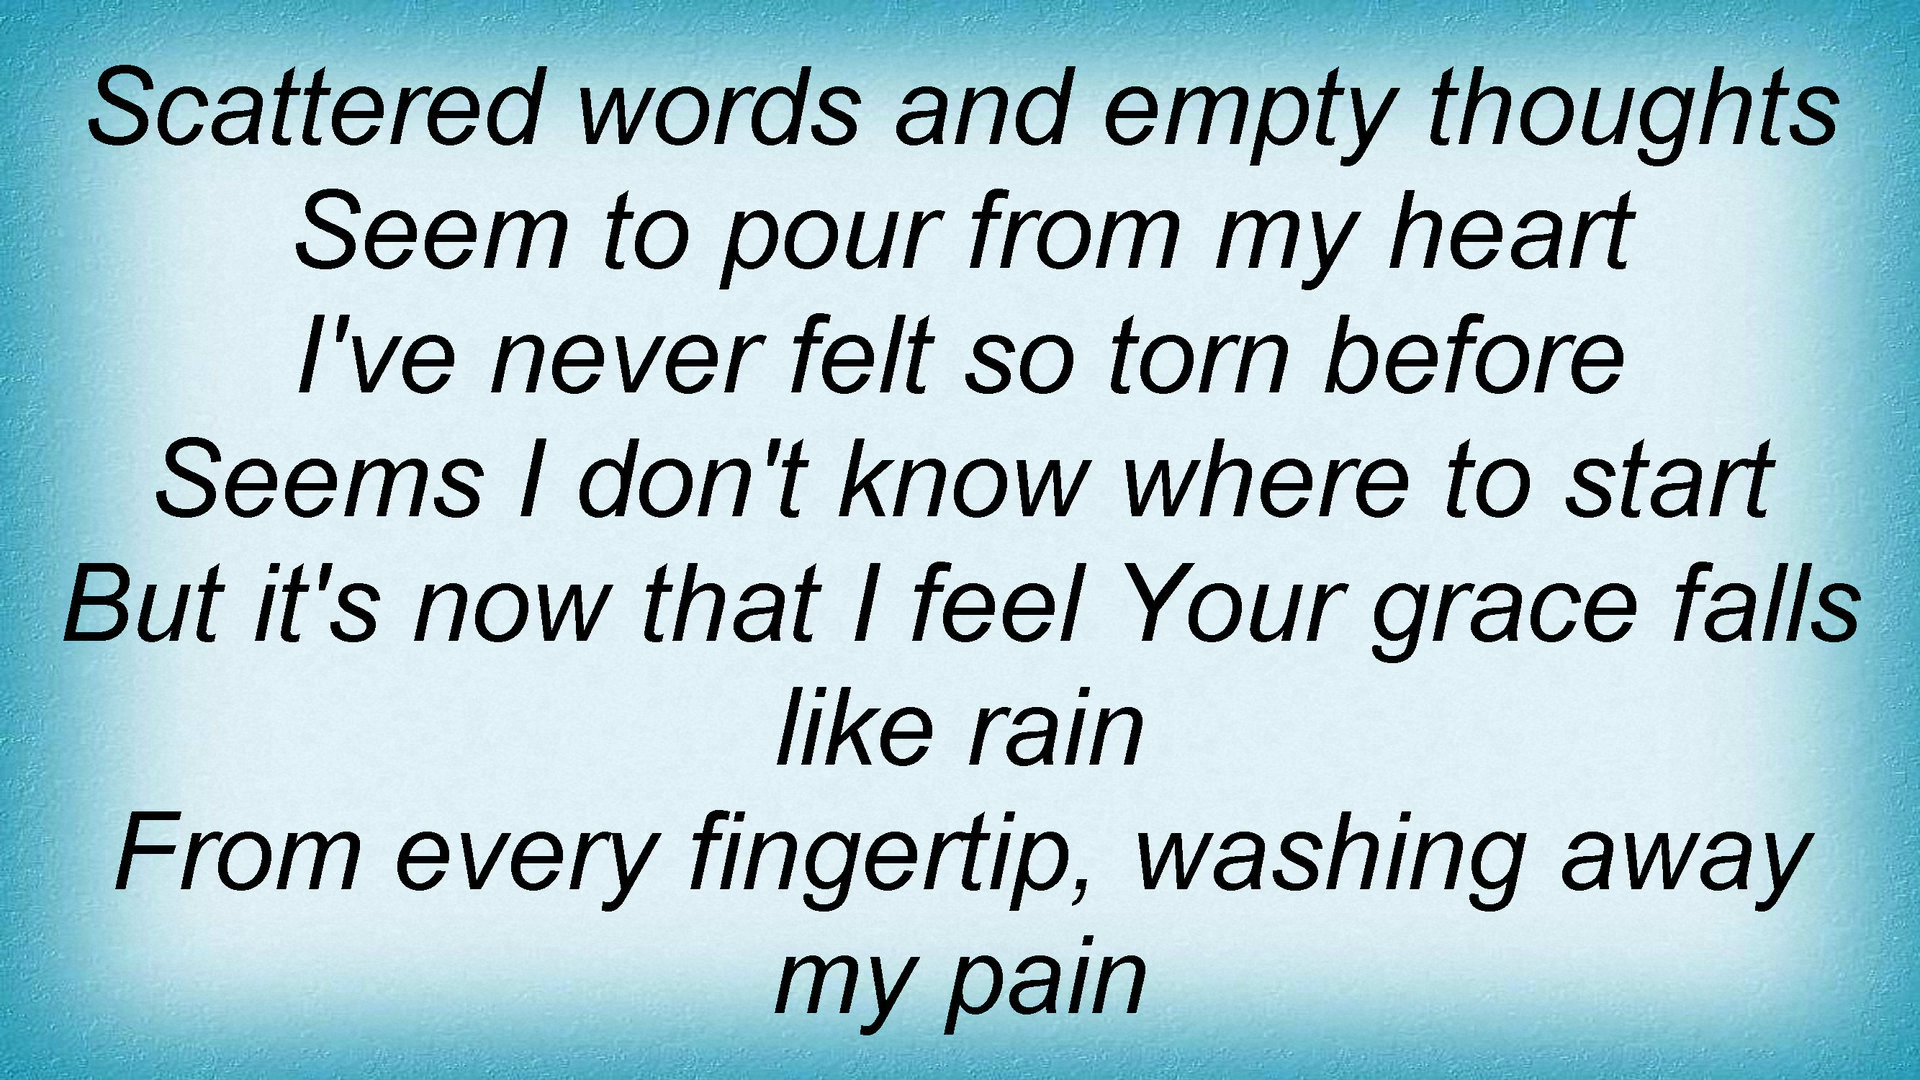 Scattered words and empty thoughts
Seem to pour from my heart
I've never felt so torn before
Seems I don't know where to start
But it's now that I feel Your grace falls
like rain
From every fingertip, washing away
my pain